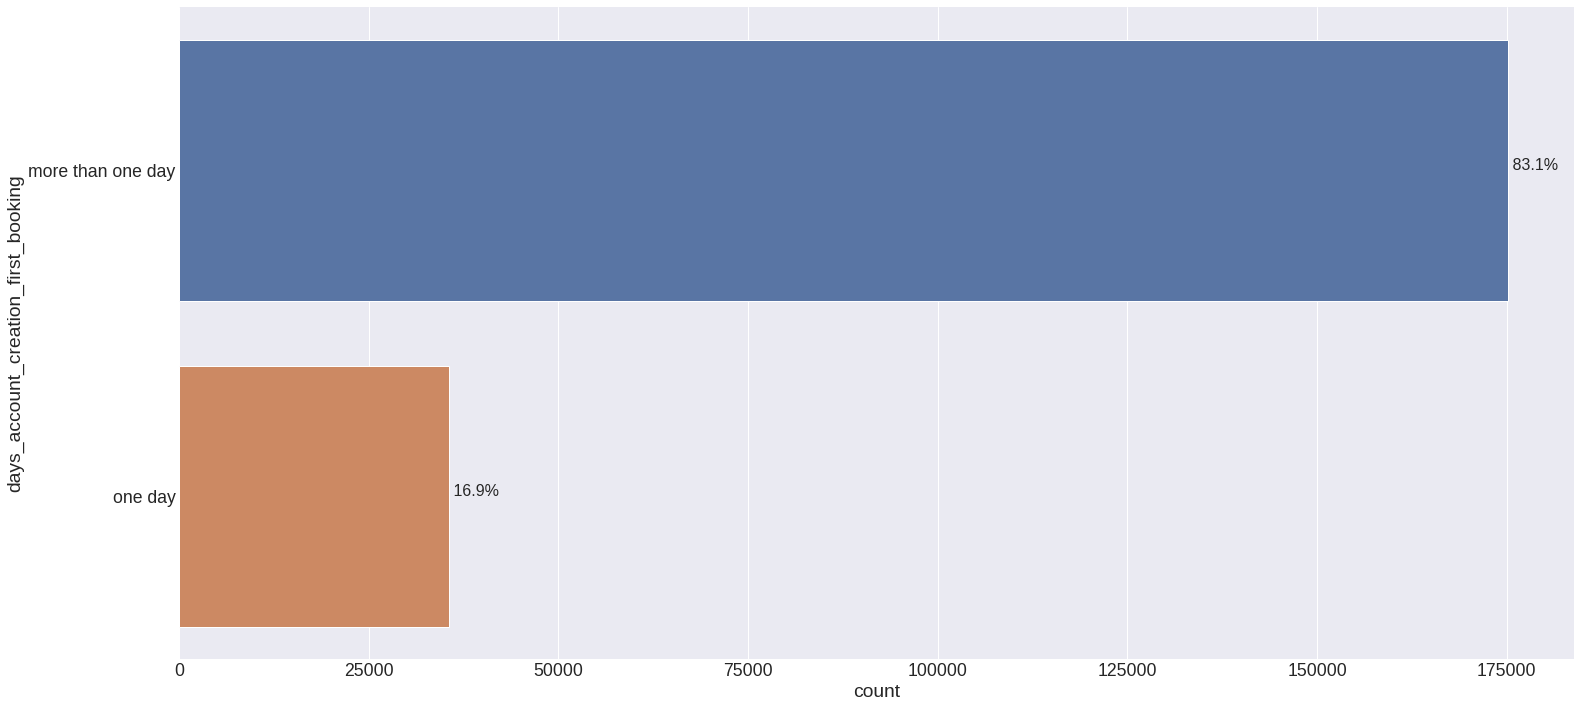 days_account_creation_first_booking
more than one day
83.1%
one day
16.9%
0 25000 50000 75000 100000 125000 150000 175000
count